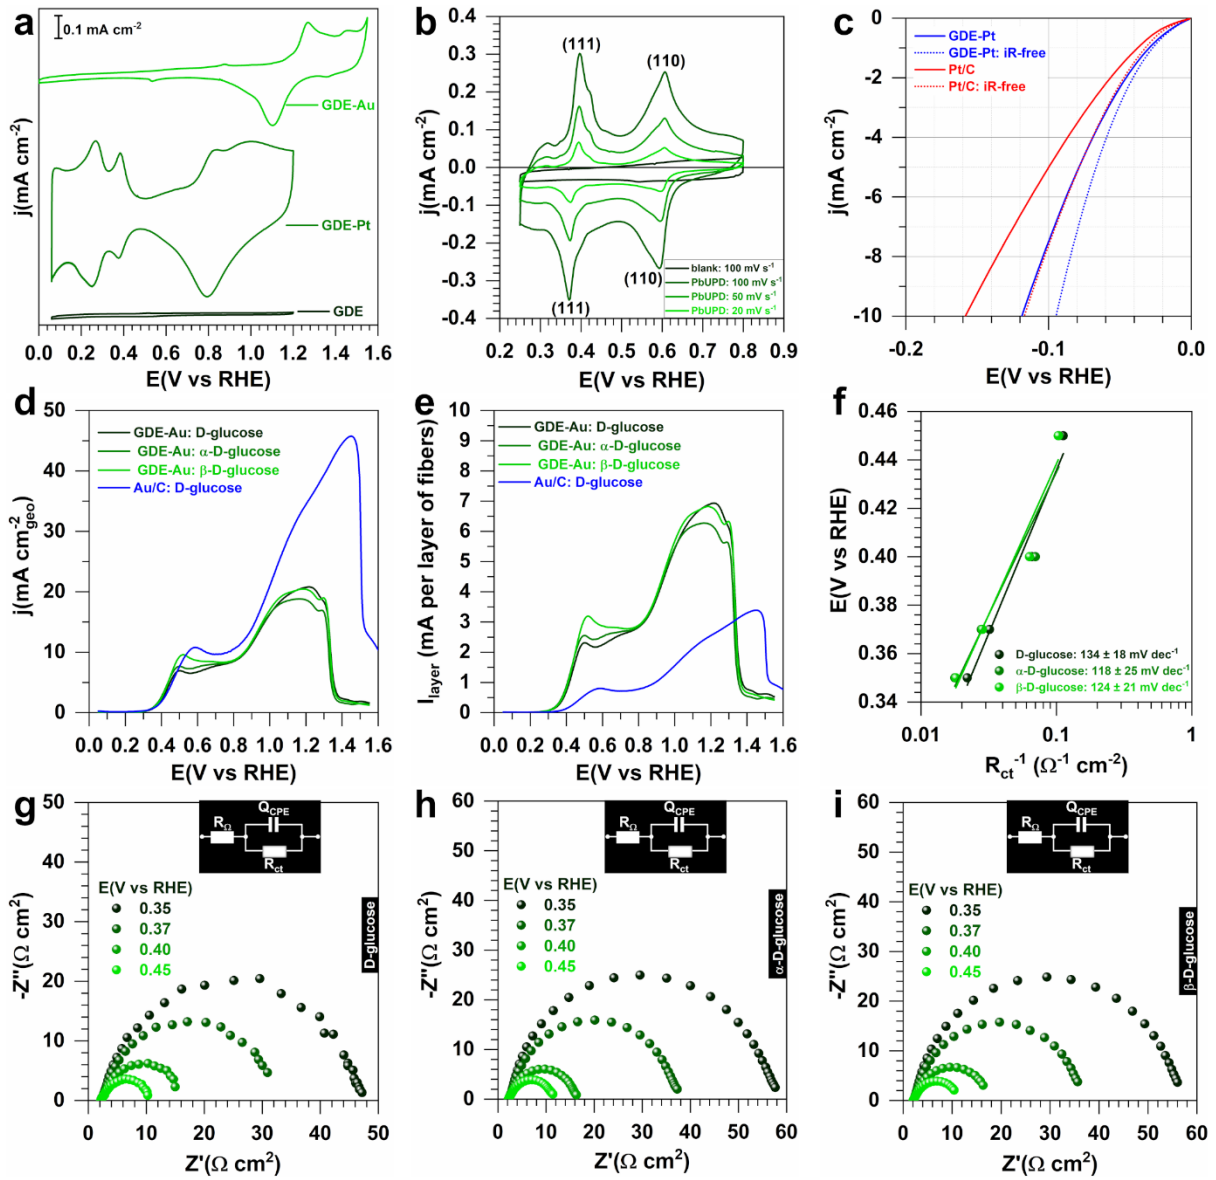 a
0.1 mA cm⁻²
GDE-Au
GDE-Pt
GDE
j(mA cm⁻²)
0.0 0.2 0.4 0.6 0.8 1.0 1.2 1.4 1.6
E(V vs RHE)
b
0.4
0.3
0.2
0.1
0.0
-0.1
-0.2
-0.3
-0.4
j(mA cm⁻²)
(111)
(110)
(111)
(110)
blank: 100 mV s⁻¹
PbUPD: 100 mV s⁻¹
PbUPD: 50 mV s⁻¹
PbUPD: 20 mV s⁻¹
0.2 0.3 0.4 0.5 0.6 0.7 0.8 0.9
E(V vs RHE)
c
0
-2
-4
-6
-8
-10
j(mA cm⁻²)
GDE-Pt
GDE-Pt: iR-free
Pt/C
Pt/C: iR-free
-0.2 -0.1 0.0
E(V vs RHE)
d
50
40
30
20
10
0
j(mA cm⁻²geo)
GDE-Au: D-glucose
GDE-Au: α-D-glucose
GDE-Au: β-D-glucose
Au/C: D-glucose
0.0 0.2 0.4 0.6 0.8 1.0 1.2 1.4 1.6
E(V vs RHE)
e
10
9
8
7
6
5
4
3
2
1
0
Ilayer (mA per layer of fibers)
GDE-Au: D-glucose
GDE-Au: α-D-glucose
GDE-Au: β-D-glucose
Au/C: D-glucose
0.0 0.2 0.4 0.6 0.8 1.0 1.2 1.4 1.6
E(V vs RHE)
f
0.46
0.44
0.42
0.40
0.38
0.36
0.34
E(V vs RHE)
D-glucose: 134 ± 18 mV dec⁻¹
α-D-glucose: 118 ± 25 mV dec⁻¹
β-D-glucose: 124 ± 21 mV dec⁻¹
0.01 0.1 1
Rct⁻¹ (Ω⁻¹ cm⁻²)
g
50
40
30
20
10
0
-Z''(Ω cm²)
RΩ
QCPE
Rct
E(V vs RHE)
0.35
0.37
0.40
0.45
D-glucose
0 10 20 30 40 50
Z'(Ω cm²)
h
60
50
40
30
20
10
0
-Z''(Ω cm²)
RΩ
QCPE
Rct
E(V vs RHE)
0.35
0.37
0.40
0.45
α-D-glucose
0 10 20 30 40 50 60
Z'(Ω cm²)
i
60
50
40
30
20
10
0
-Z''(Ω cm²)
RΩ
QCPE
Rct
E(V vs RHE)
0.35
0.37
0.40
0.45
β-D-glucose
0 10 20 30 40 50 60
Z'(Ω cm²)